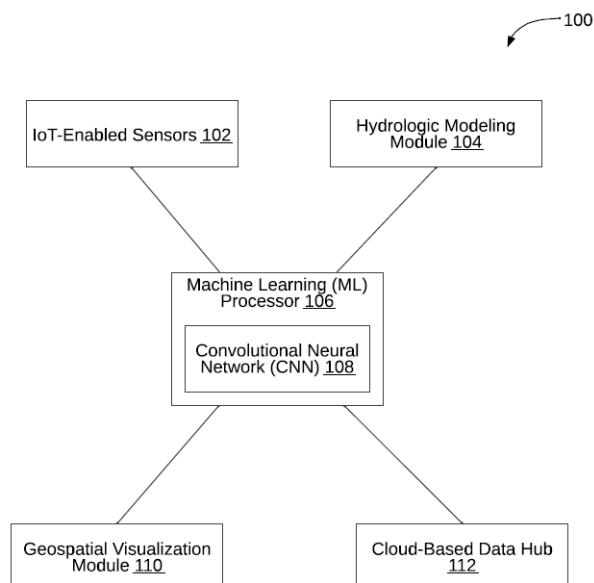 100
IoT-Enabled Sensors 102
Hydrologic Modeling
Module 104
Machine Learning (ML)
Processor 106
Convolutional Neural
Network (CNN) 108
Geospatial Visualization
Module 110
Cloud-Based Data Hub
112